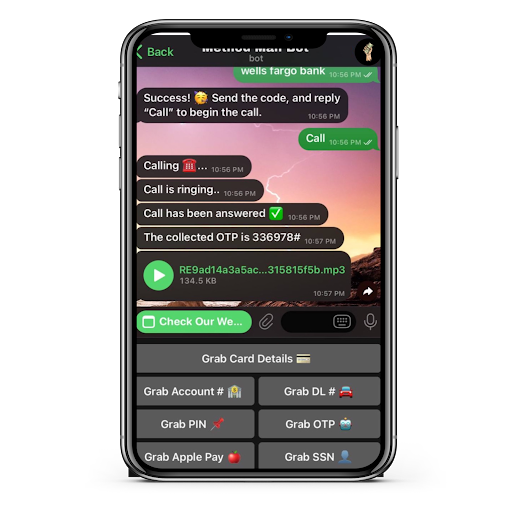 Back
Method Man Bot
bot
wells fargo bank 10:56 PM
Success! 🥳 Send the code, and reply
"Call" to begin the call.
10:56 PM
Call 10:56 PM
Calling ☎️... 10:56 PM
Call is ringing.. 10:56 PM
Call has been answered ✅ 10:56 PM
The collected OTP is 336978# 10:57 PM
RE9ad14a3a5ac...315815f5b.mp3
134.5 KB
10:57 PM
Check Our We...
Grab Card Details 💳
Grab Account # 🏦
Grab DL # 🚘
Grab PIN 📌
Grab OTP 🤖
Grab Apple Pay 🍎
Grab SSN 👤